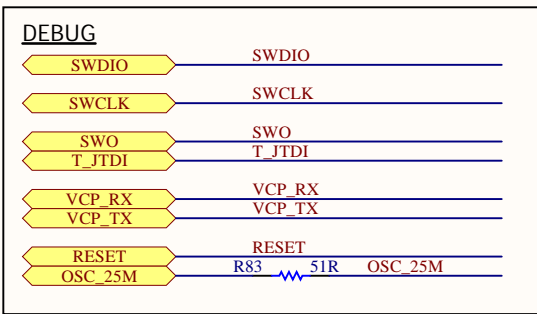 DEBUG
SWDIO SWDIO
SWCLK SWCLK
SWO SWO
T_JTDI T_JTDI
VCP_RX VCP_RX
VCP_TX VCP_TX
RESET RESET
OSC_25M R83 51R OSC_25M